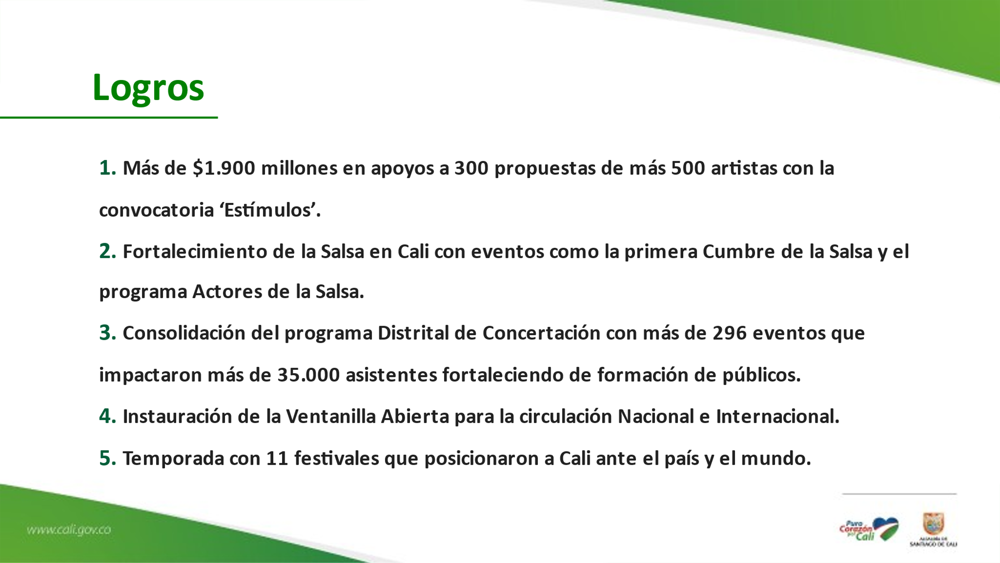 Logros
1. Más de $1.900 millones en apoyos a 300 propuestas de más 500 artistas con la
convocatoria ‘Estímulos’.
2. Fortalecimiento de la Salsa en Cali con eventos como la primera Cumbre de la Salsa y el
programa Actores de la Salsa.
3. Consolidación del programa Distrital de Concertación con más de 296 eventos que
impactaron más de 35.000 asistentes fortaleciendo de formación de públicos.
4. Instauración de la Ventanilla Abierta para la circulación Nacional e Internacional.
5. Temporada con 11 festivales que posicionaron a Cali ante el país y el mundo.
www.cali.gov.co
Puro
Corazón
por Cali
ALCALDÍA DE
SANTIAGO DE CALI